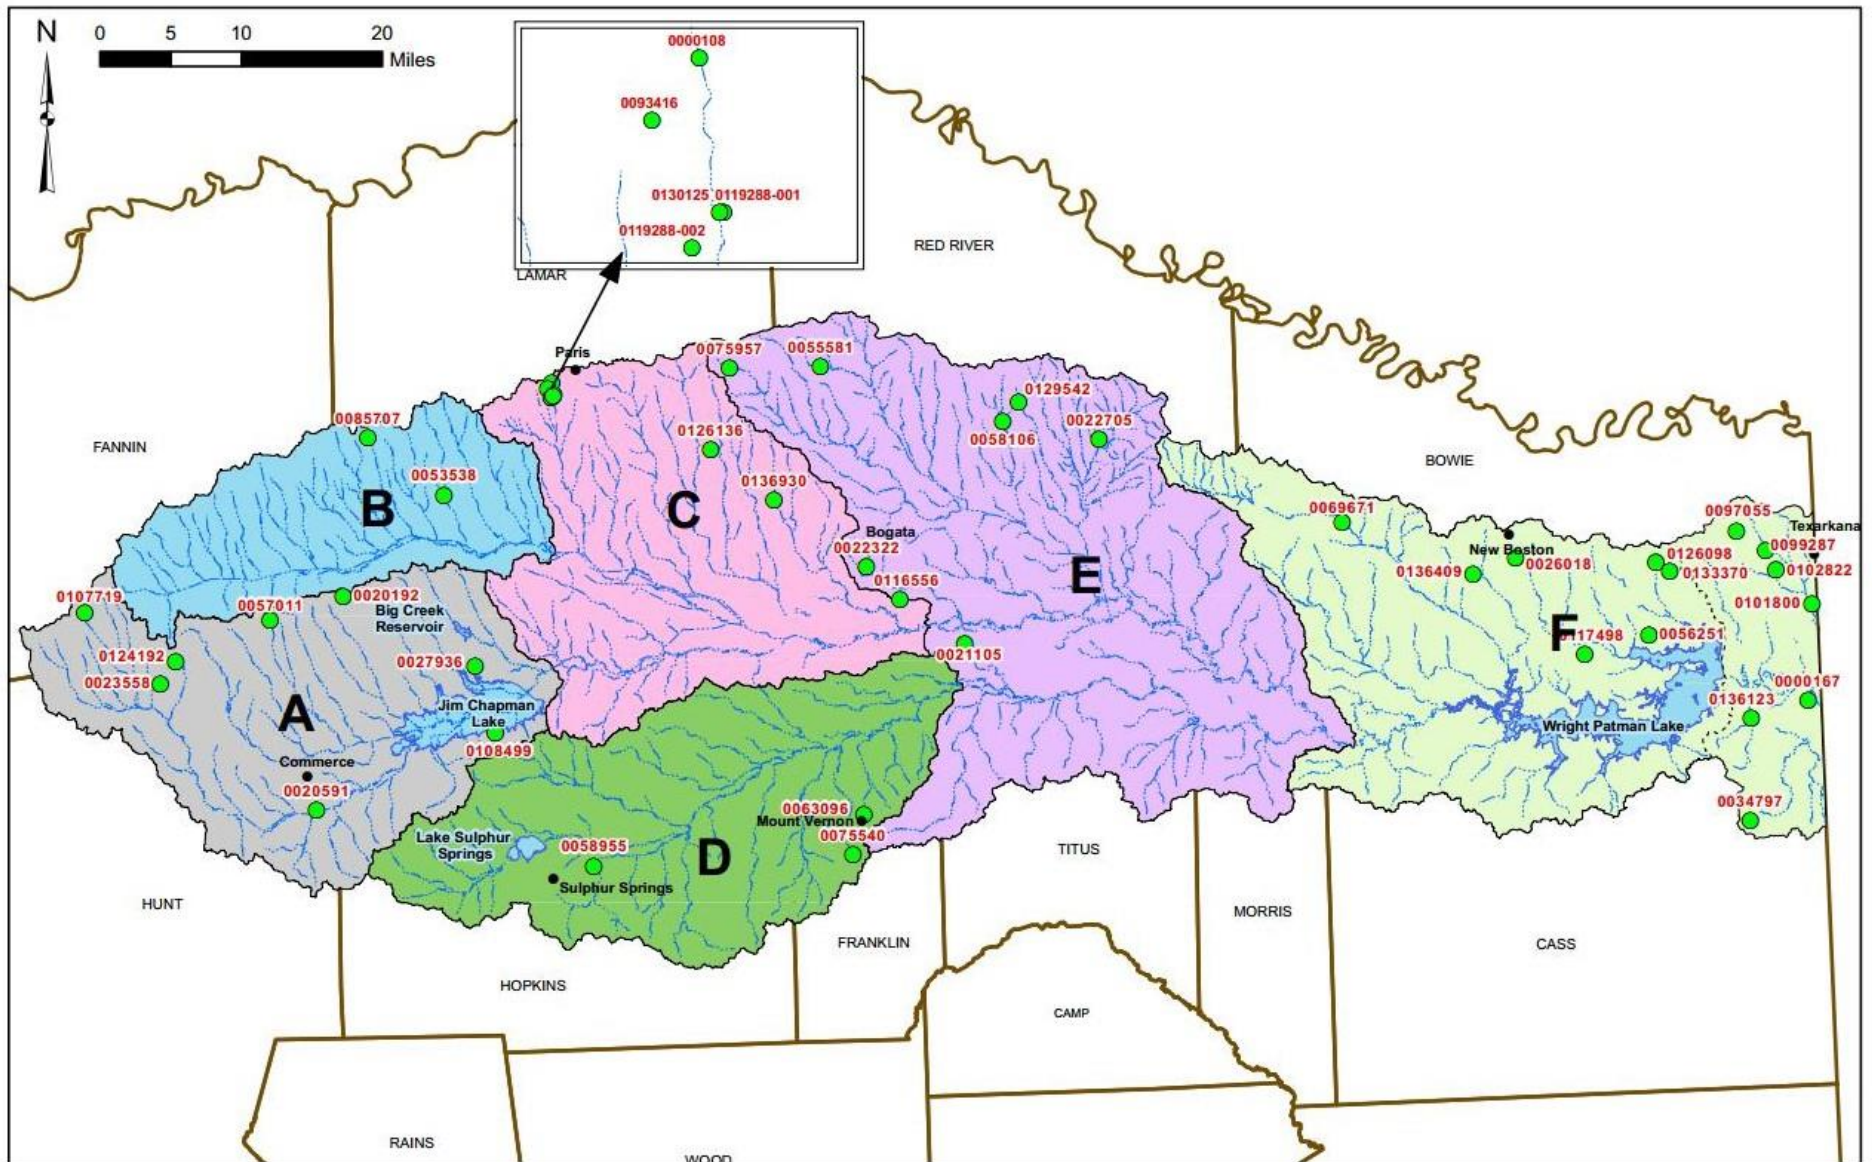 N
0 5 10 20
Miles
0000108
0093416
0130125 0119288-001
0119288-002
LAMAR
RED RIVER
Paris
0075957
0055581
0129542
0058106
0022705
0085707
0126136
FANNIN
BOWIE
0053538
B
C
0136930
0069671
0097055
Texarkana
Bogata
0022322
New Boston
0099287
0126098
0136409
0026018
0133370
0102822
0116556
E
0107719
0057011
0020192
Big Creek
Reservoir
0101800
F
0056251
0021105
0124192
0027936
0023558
0000167
A
Jim Chapman
Lake
0136123
Wright Patman Lake
0108499
Commerce
0020591
0063096
Mount Vernon
0034797
0075540
Lake Sulphur
Springs
0058955
D
TITUS
Sulphur Springs
HUNT
MORRIS
FRANKLIN
CASS
HOPKINS
CAMP
RAINS
WOOD